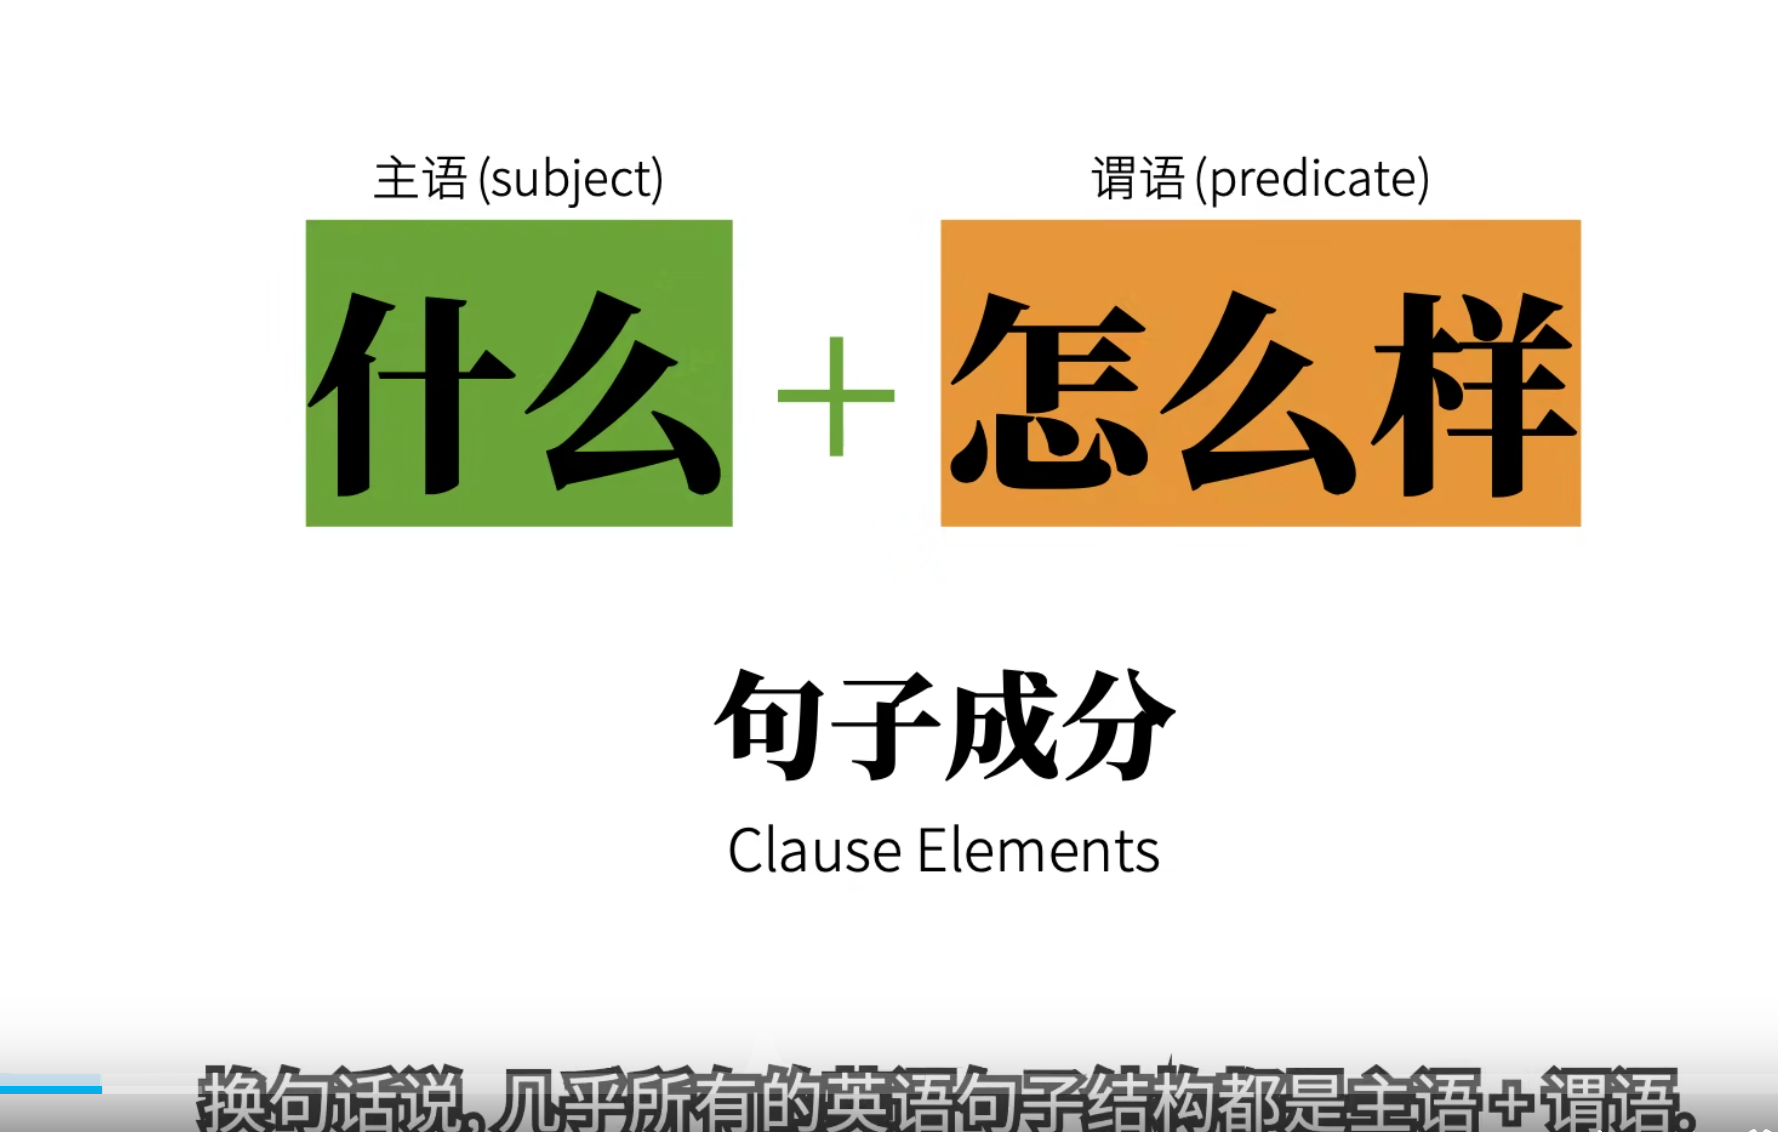 主语(subject)
谓语(predicate)
什么+怎么样
句子成分
Clause Elements
换句话说,几乎所有的英语句子结构都是主语+谓语。